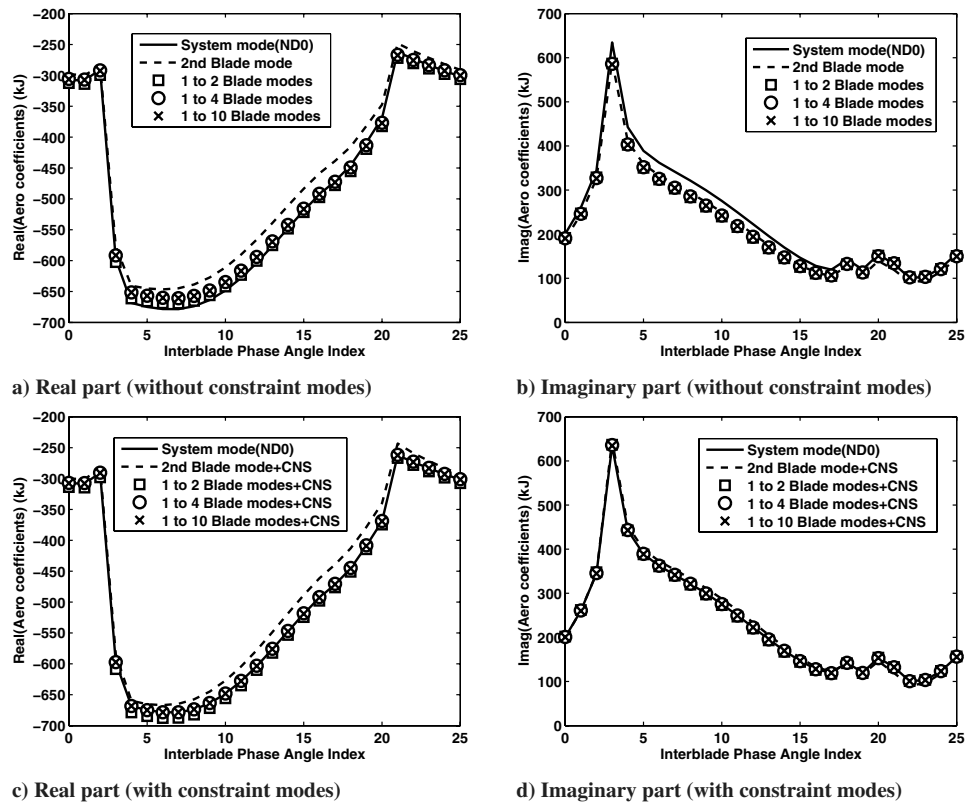 −200
−250
−300
−350
−400
−450
−500
−550
−600
−650
−700
Real(Aero coefficients) (kJ)
System mode(ND0)
2nd Blade mode
1 to 2 Blade modes
1 to 4 Blade modes
1 to 10 Blade modes
0 5 10 15 20 25
Interblade Phase Angle Index
a) Real part (without constraint modes)
700
600
500
400
300
200
100
0
Imag(Aero coefficients) (kJ)
System mode(ND0)
2nd Blade mode
1 to 2 Blade modes
1 to 4 Blade modes
1 to 10 Blade modes
0 5 10 15 20 25
Interblade Phase Angle Index
b) Imaginary part (without constraint modes)
−200
−250
−300
−350
−400
−450
−500
−550
−600
−650
−700
Real(Aero coefficients) (kJ)
System mode(ND0)
2nd Blade mode+CNS
1 to 2 Blade modes+CNS
1 to 4 Blade modes+CNS
1 to 10 Blade modes+CNS
0 5 10 15 20 25
Interblade Phase Angle Index
c) Real part (with constraint modes)
700
600
500
400
300
200
100
0
Imag(Aero coefficients) (kJ)
System mode(ND0)
2nd Blade mode+CNS
1 to 2 Blade modes+CNS
1 to 4 Blade modes+CNS
1 to 10 Blade modes+CNS
0 5 10 15 20 25
Interblade Phase Angle Index
d) Imaginary part (with constraint modes)